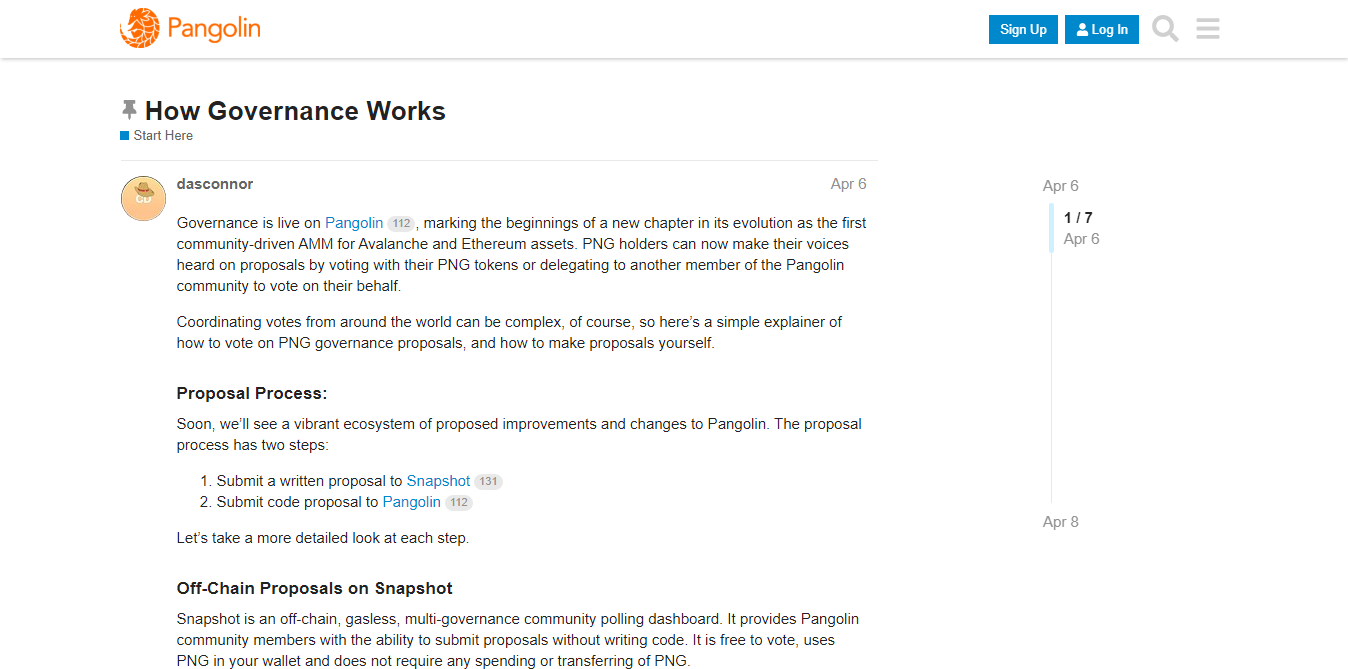 Pangolin
Sign Up
Log In
How Governance Works
Start Here
dasconnor
Apr 6
Governance is live on Pangolin 112 , marking the beginnings of a new chapter in its evolution as the first
community-driven AMM for Avalanche and Ethereum assets. PNG holders can now make their voices
heard on proposals by voting with their PNG tokens or delegating to another member of the Pangolin
community to vote on their behalf.
Coordinating votes from around the world can be complex, of course, so here’s a simple explainer of
how to vote on PNG governance proposals, and how to make proposals yourself.
Proposal Process:
Soon, we’ll see a vibrant ecosystem of proposed improvements and changes to Pangolin. The proposal
process has two steps:
1. Submit a written proposal to Snapshot 131
2. Submit code proposal to Pangolin 112
Let’s take a more detailed look at each step.
Off-Chain Proposals on Snapshot
Snapshot is an off-chain, gasless, multi-governance community polling dashboard. It provides Pangolin
community members with the ability to submit proposals without writing code. It is free to vote, uses
PNG in your wallet and does not require any spending or transferring of PNG.
Apr 6
1 / 7
Apr 6
Apr 8